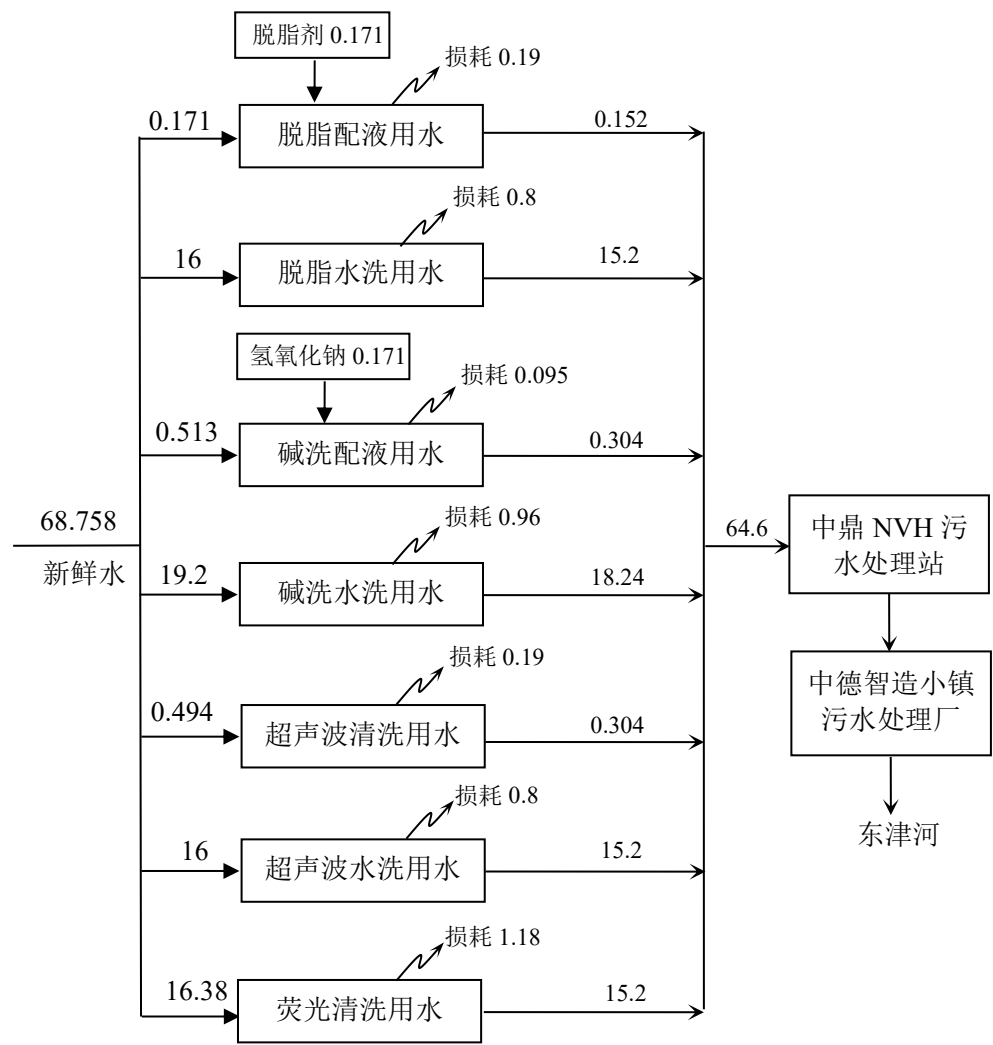 脱脂剂 0.171
损耗 0.19
0.171
脱脂配液用水
0.152
损耗 0.8
16
脱脂水洗用水
15.2
氢氧化钠 0.171
损耗 0.095
0.513
碱洗配液用水
0.304
68.758
新鲜水
损耗 0.96
19.2
碱洗水洗用水
18.24
64.6
中鼎 NVH 污
水处理站
损耗 0.19
0.494
超声波清洗用水
0.304
中德智造小镇
污水处理厂
损耗 0.8
16
超声波水洗用水
15.2
东津河
损耗 1.18
16.38
荧光清洗用水
15.2